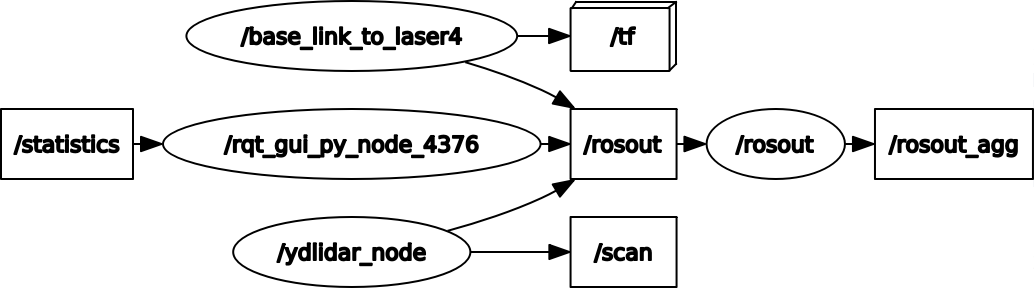 /base_link_to_laser4
/tf
/statistics
/rqt_gui_py_node_4376
/rosout
/rosout
/rosout_agg
/ydlidar_node
/scan